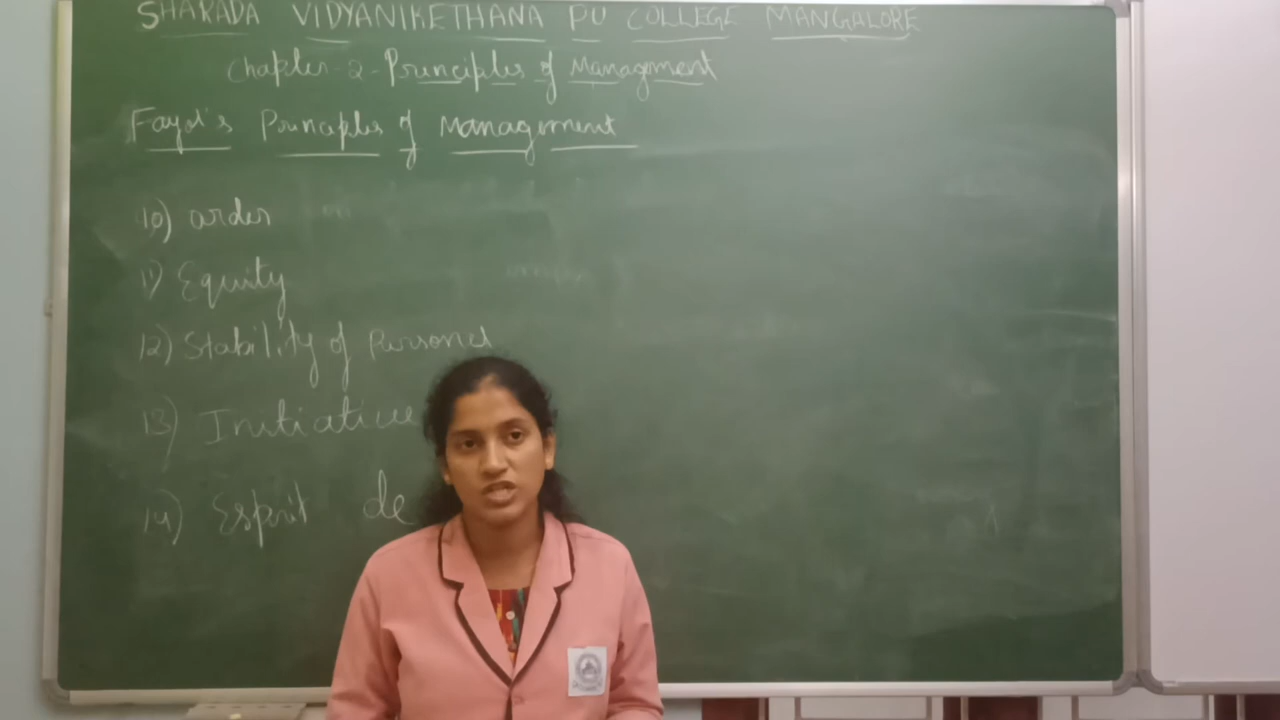 SHARADA VIDYANIKETHANA PU COLLEGE MANGALORE
Chapter-2-Principles of Management
Fayol's Principles of Management
10) order
11) Equity
12) Stability of Personel
13) Initiative
14) Esprit de